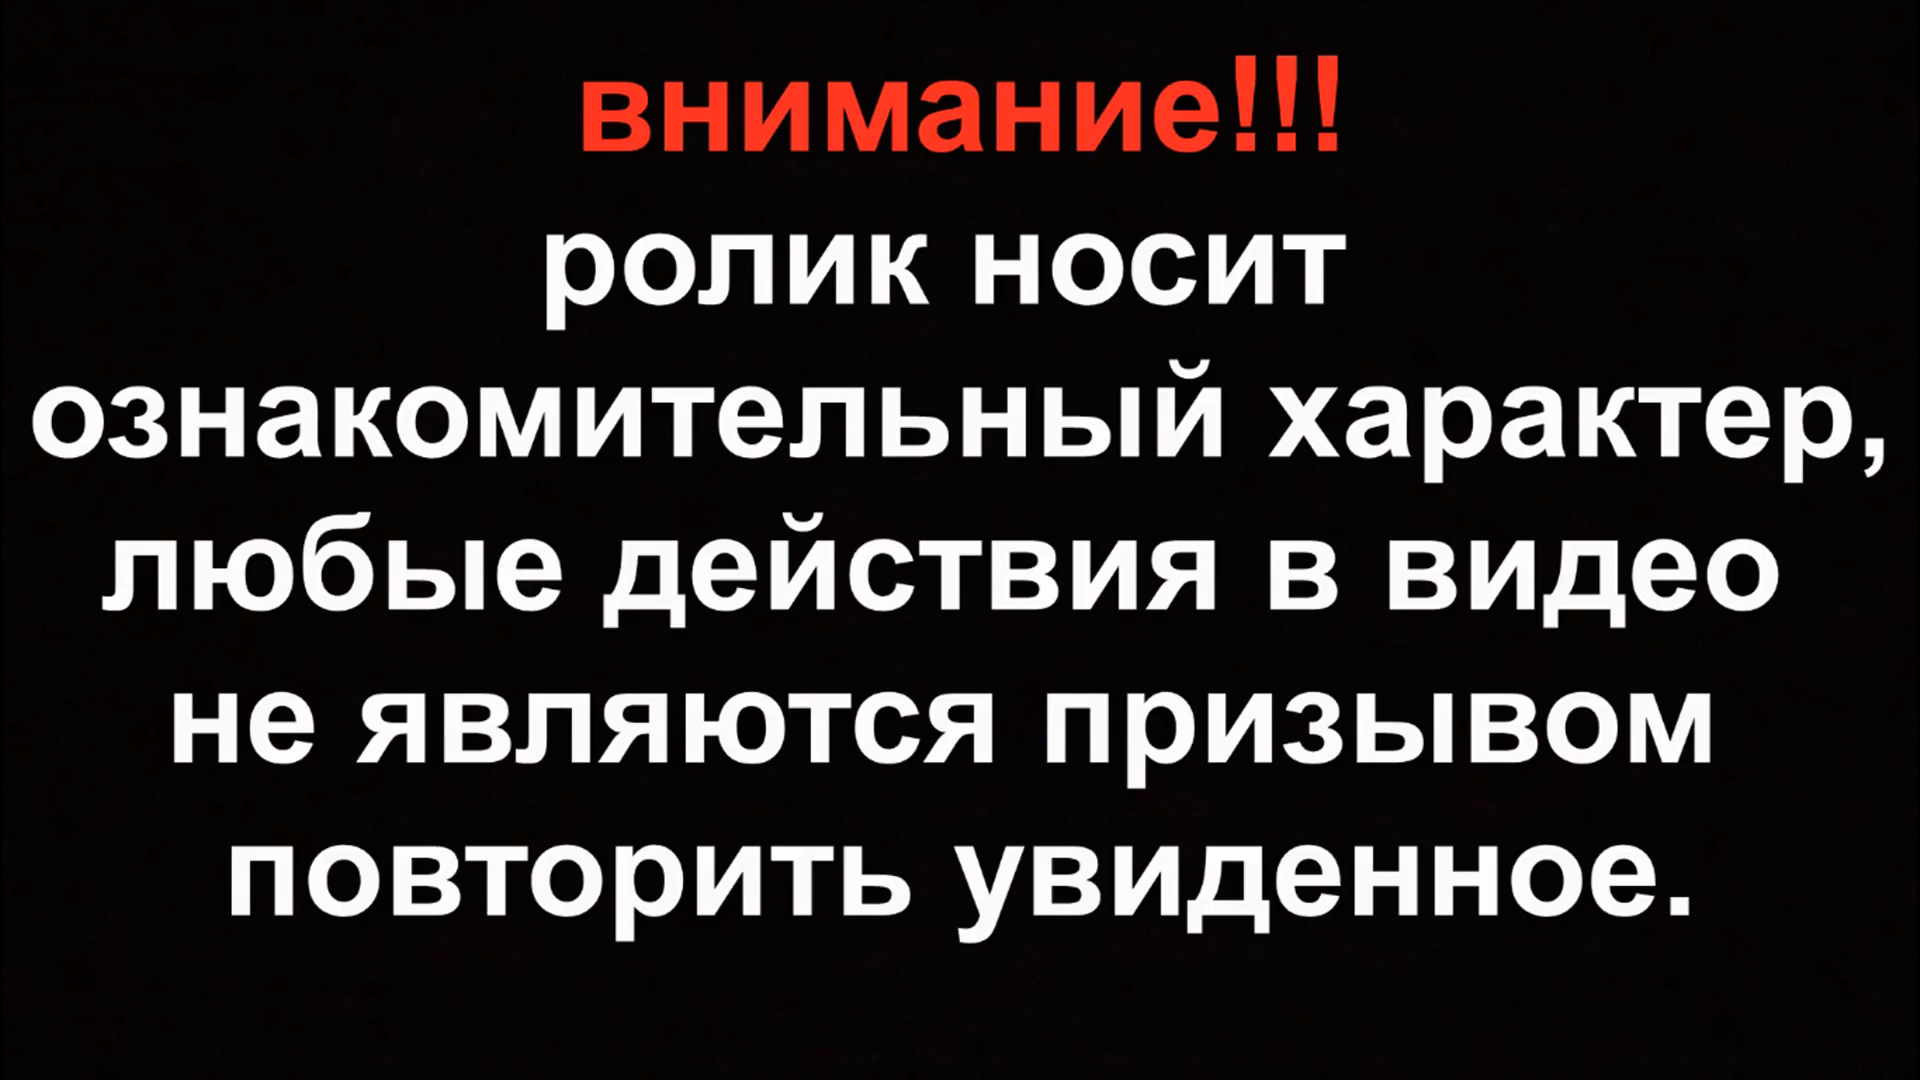 внимание!!!
ролик носит
ознакомительный характер,
любые действия в видео
не являются призывом
повторить увиденное.